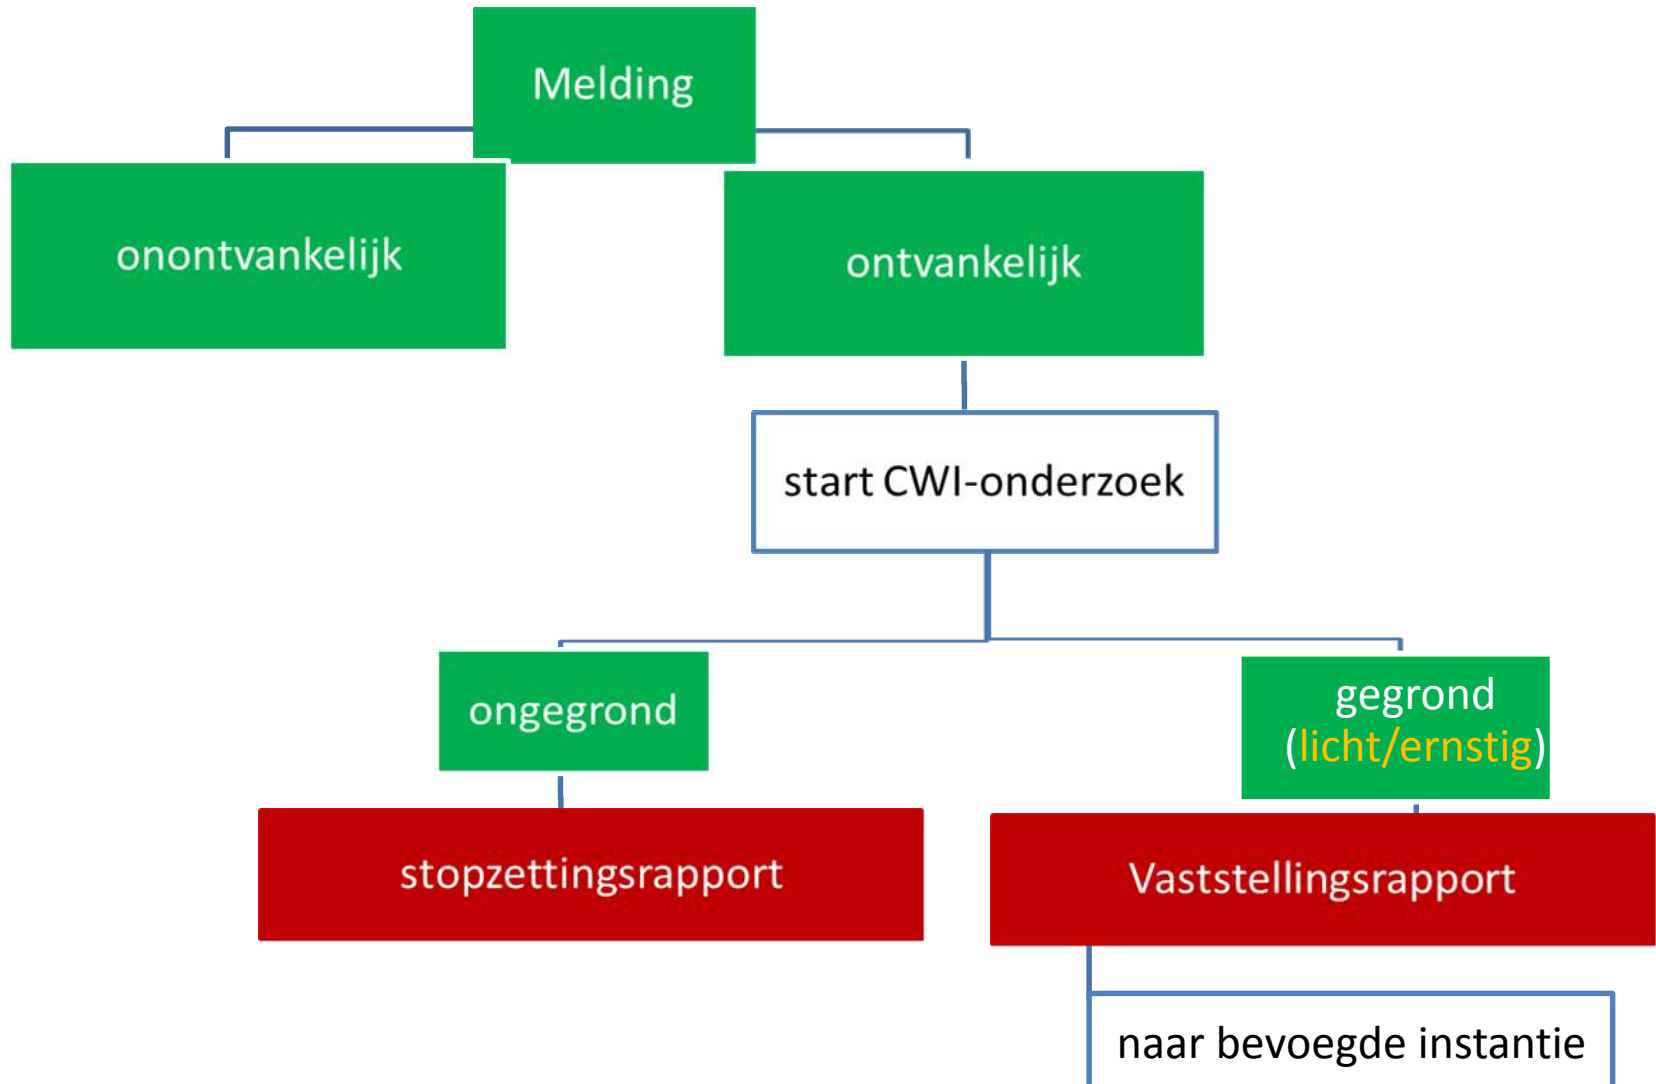 Melding
onontvankelijk
ontvankelijk
start CWI-onderzoek
ongegrond
gegrond
(licht/ernstig)
stopzettingsrapport
Vaststellingsrapport
naar bevoegde instantie